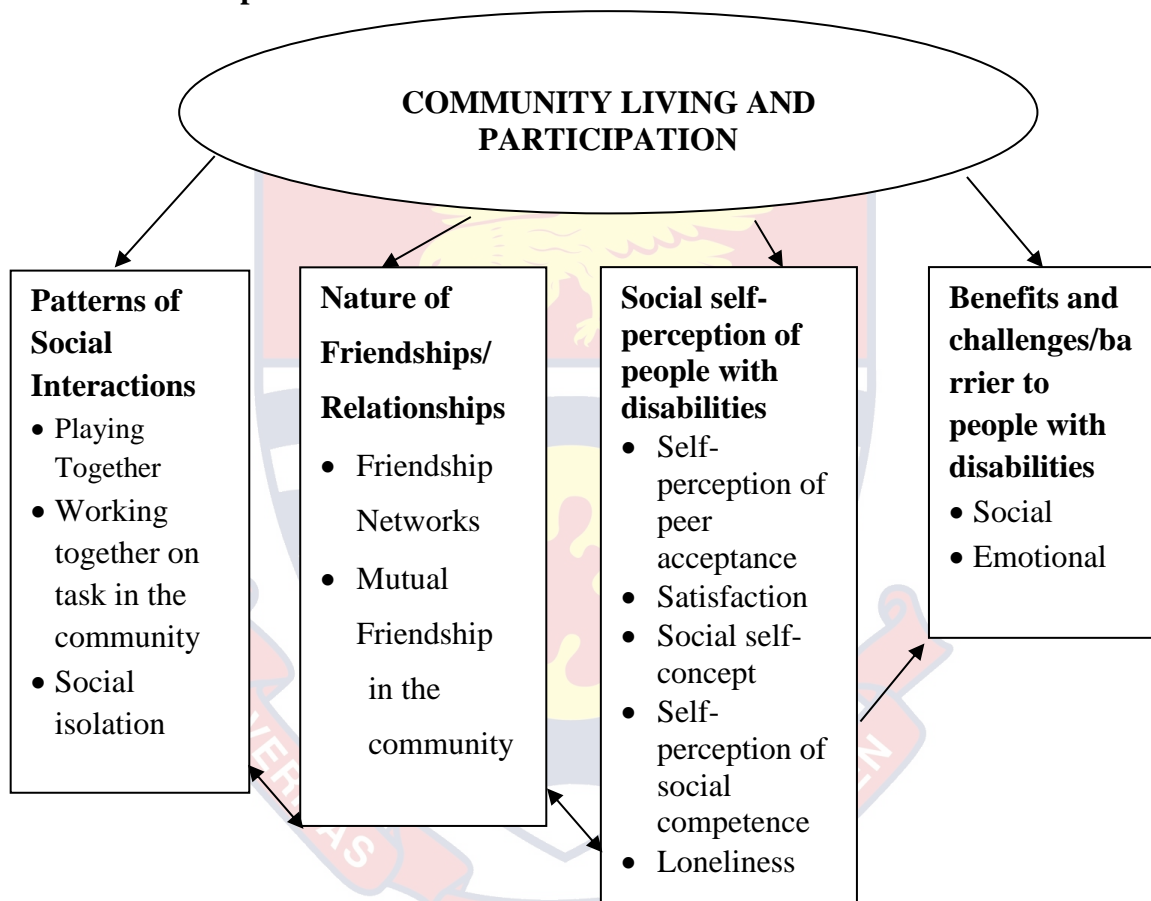 COMMUNITY LIVING AND
PARTICIPATION
Patterns of
Social
Interactions
• Playing
Together
• Working
together on
task in the
community
• Social
isolation
Nature of
Friendships/
Relationships
• Friendship
Networks
• Mutual
Friendship
in the
community
Social self-
perception of
people with
disabilities
• Self-
perception of
peer
acceptance
• Satisfaction
• Social self-
concept
• Self-
perception of
social
competence
• Loneliness
Benefits and
challenges/ba
rrier to
people with
disabilities
• Social
• Emotional